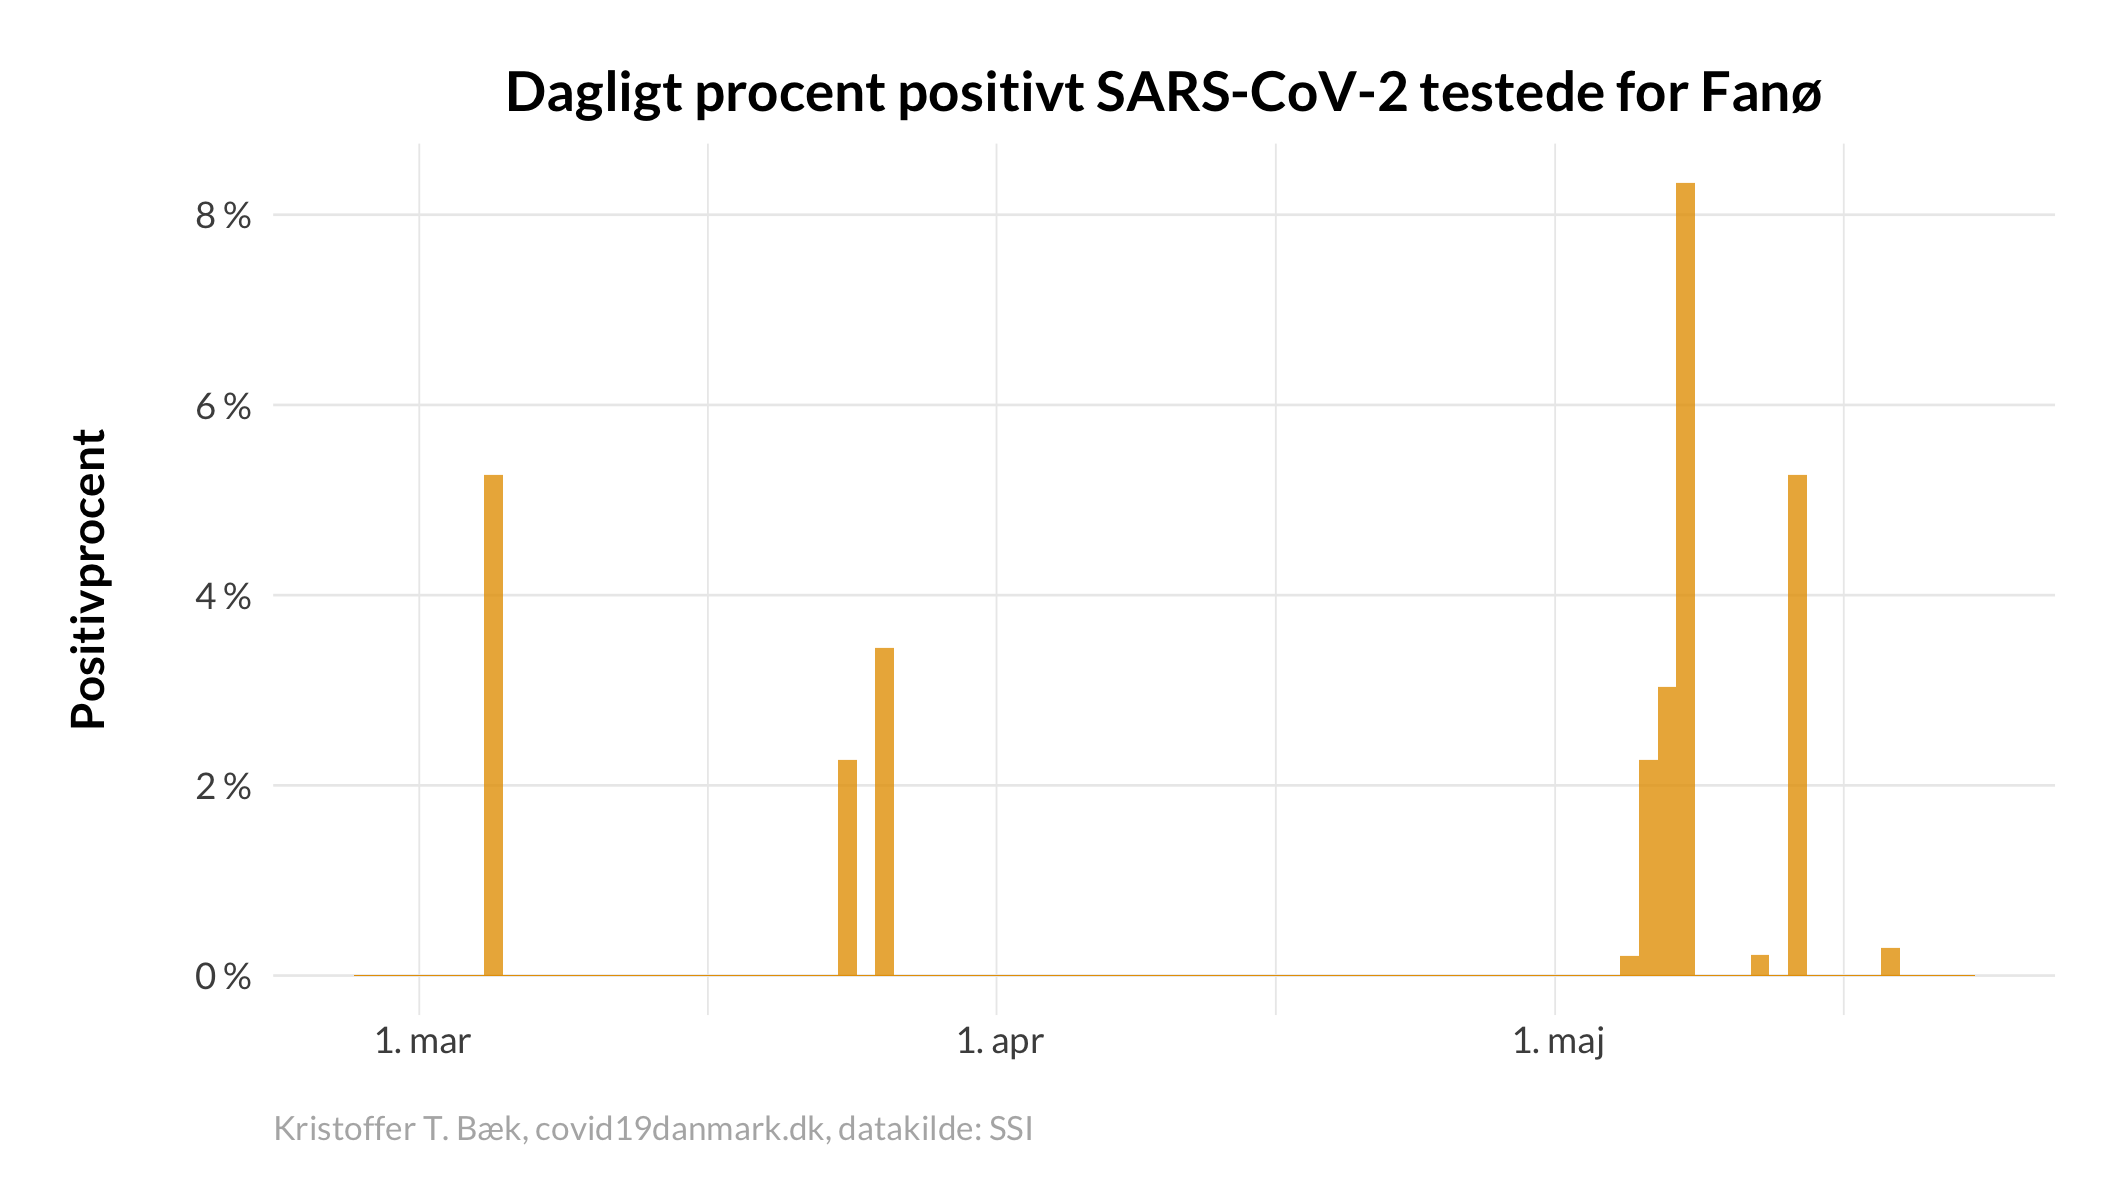 Dagligt procent positivt SARS-CoV-2 testede for Fanø
Positivprocent
8 %
6 %
4 %
2 %
0 %
1. mar
1. apr
1. maj
Kristoffer T. Bæk, covid19danmark.dk, datakilde: SSI